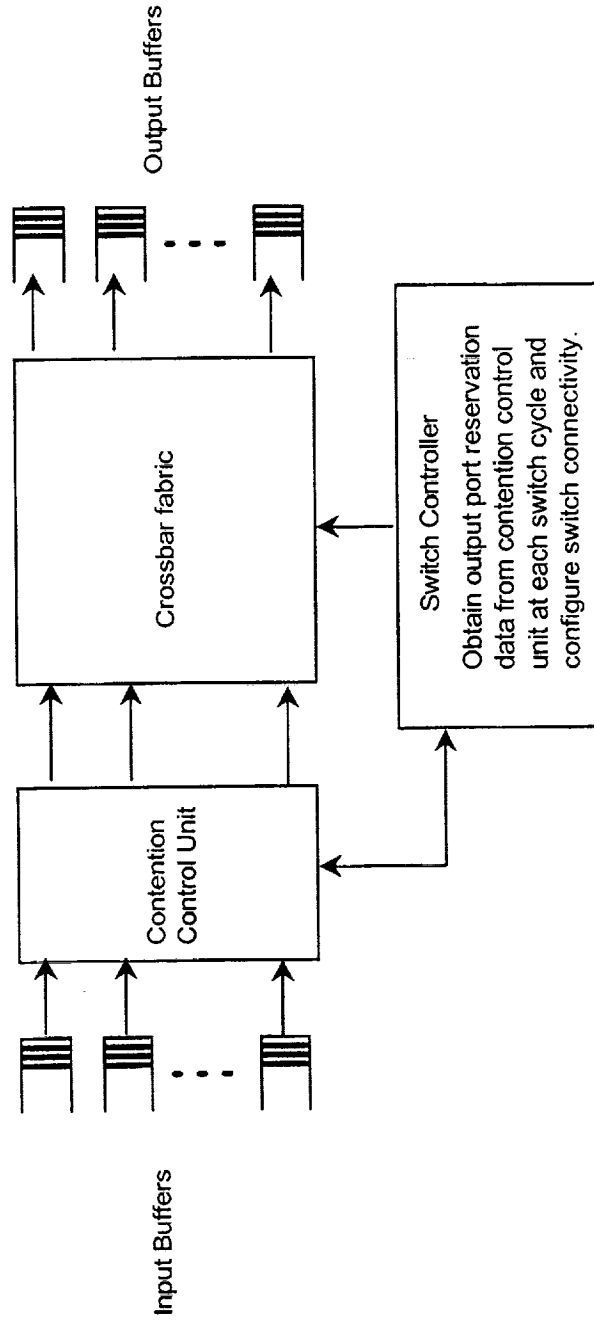 Input Buffers
Contention
Control Unit
Crossbar fabric
Output Buffers
Switch Controller
Obtain output port reservation
data from contention control
unit at each switch cycle and
configure switch connectivity.